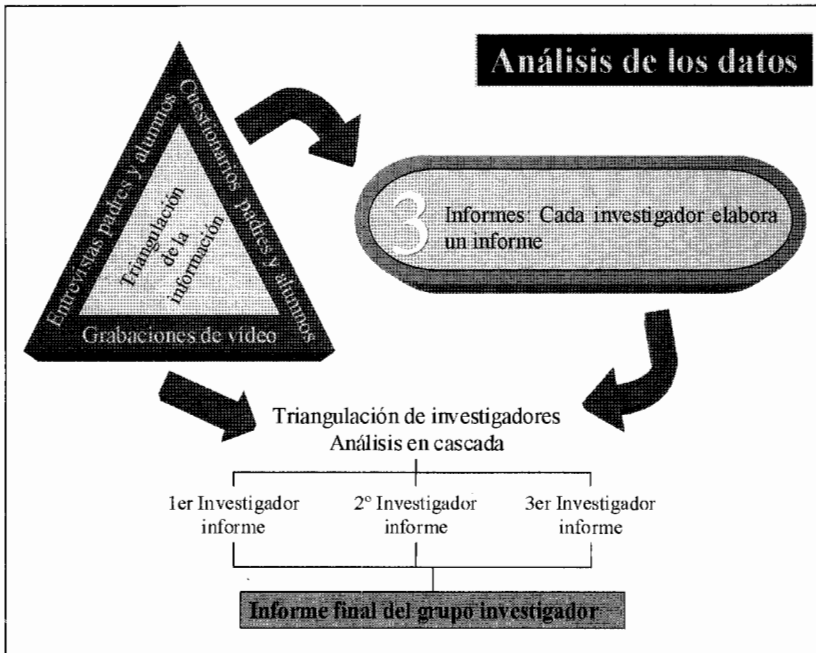 Análisis de los datos
Entrevistas padres y alumnos
Cuestionarios padres y alumnos
Triangulación
de la
información
Grabaciones de vídeo
3
Informes: Cada investigador elabora
un informe
Triangulación de investigadores
Análisis en cascada
1er Investigador
informe
2º Investigador
informe
3er Investigador
informe
Informe final del grupo investigador